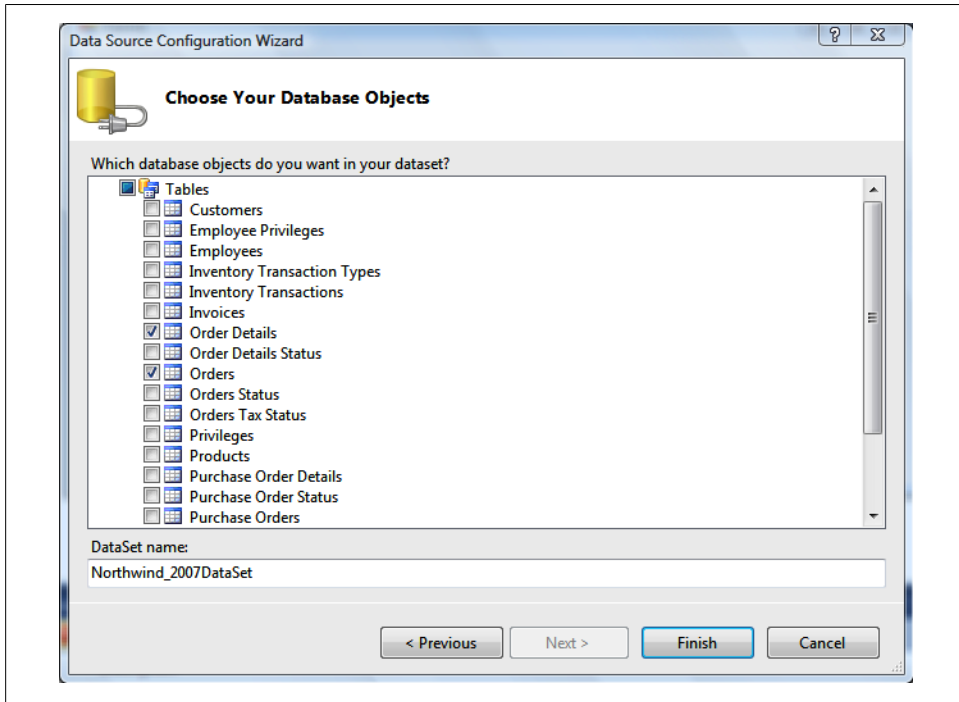 Data Source Configuration Wizard
Choose Your Database Objects
Which database objects do you want in your dataset?
Tables
Customers
Employee Privileges
Employees
Inventory Transaction Types
Inventory Transactions
Invoices
Order Details
Order Details Status
Orders
Orders Status
Orders Tax Status
Privileges
Products
Purchase Order Details
Purchase Order Status
Purchase Orders
DataSet name:
Northwind_2007DataSet
< Previous
Next >
Finish
Cancel